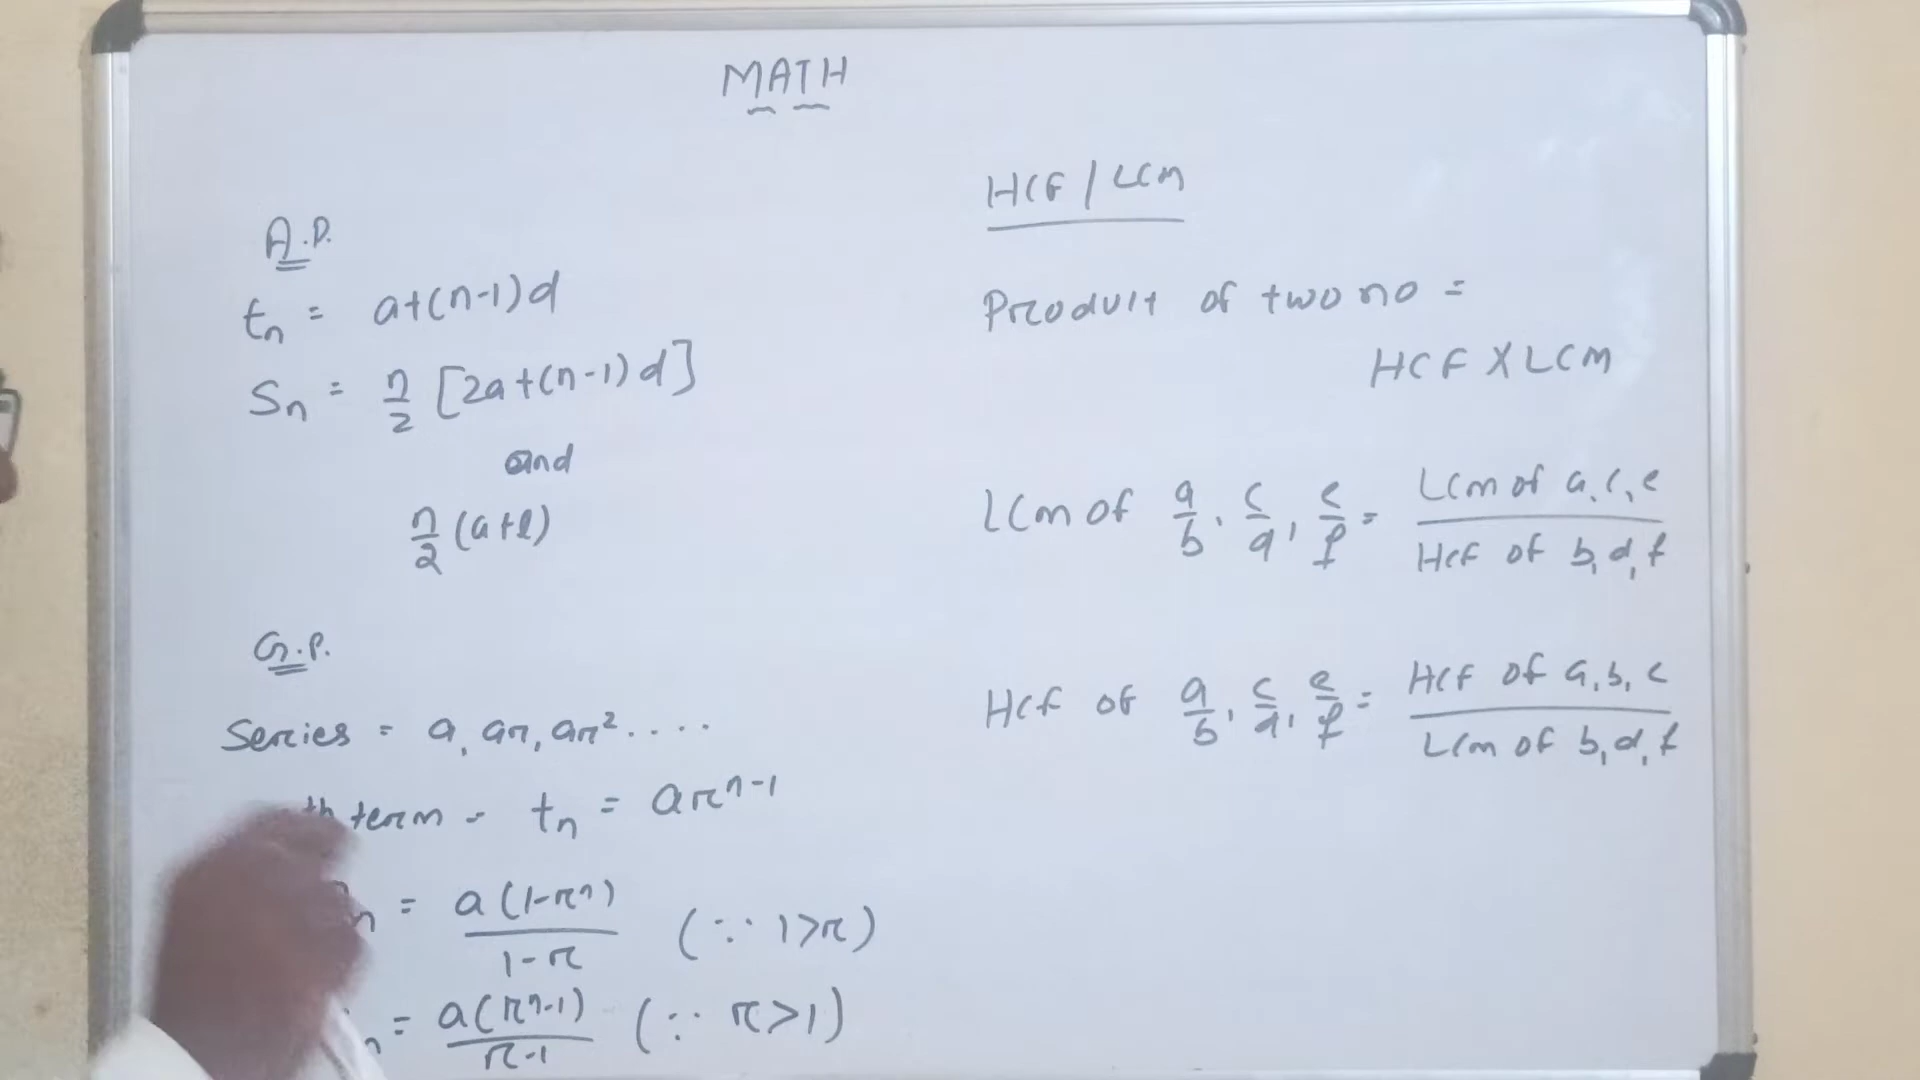 MATH
A.P.
tn = a+(n-1)d
Sn = n/2 [2a+(n-1)d]
and
n/2 (a+l)
G.P.
Series = a, ar, ar²....
th term - tn = arⁿ⁻¹
n = a(1-rⁿ)/1-r (∵ 1>r)
n = a(rⁿ-1)/r-1 (∵ r>1)
HCF / LCM
Product of two no =
HCF X LCM
LCM of a/b, c/d, e/f = LCM of a, c, e / HCF of b, d, f
HCF of a/b, c/d, e/f = HCF of a, b, c / LCM of b, d, f